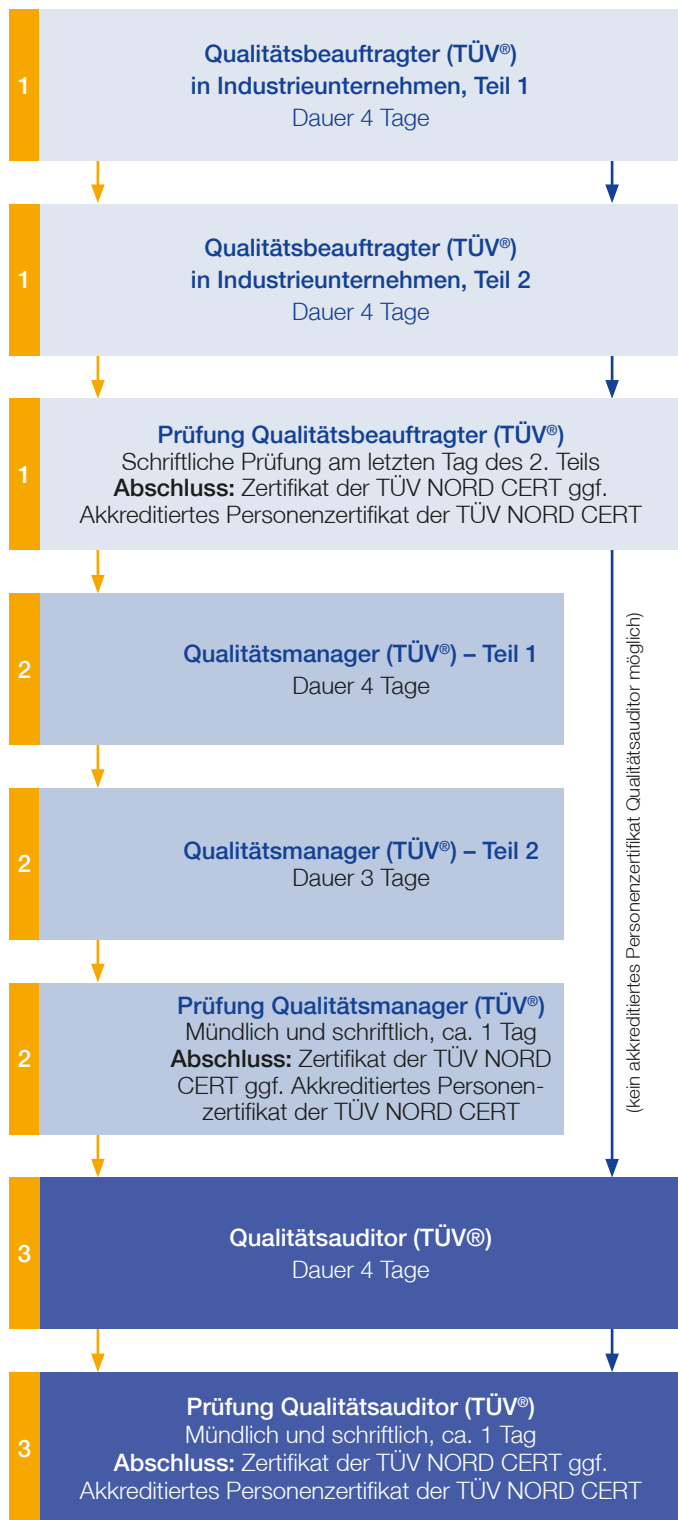 1
Qualitätsbeauftragter (TÜV®)
in Industrieunternehmen, Teil 1
Dauer 4 Tage
1
Qualitätsbeauftragter (TÜV®)
in Industrieunternehmen, Teil 2
Dauer 4 Tage
1
Prüfung Qualitätsbeauftragter (TÜV®)
Schriftliche Prüfung am letzten Tag des 2. Teils
Abschluss: Zertifikat der TÜV NORD CERT ggf.
Akkreditiertes Personenzertifikat der TÜV NORD CERT
2
Qualitätsmanager (TÜV®) – Teil 1
Dauer 4 Tage
2
Qualitätsmanager (TÜV®) – Teil 2
Dauer 3 Tage
2
Prüfung Qualitätsmanager (TÜV®)
Mündlich und schriftlich, ca. 1 Tag
Abschluss: Zertifikat der TÜV NORD
CERT ggf. Akkreditiertes Personen-
zertifikat der TÜV NORD CERT
(kein akkreditiertes Personenzertifikat Qualitätsauditor möglich)
3
Qualitätsauditor (TÜV®)
Dauer 4 Tage
3
Prüfung Qualitätsauditor (TÜV®)
Mündlich und schriftlich, ca. 1 Tag
Abschluss: Zertifikat der TÜV NORD CERT ggf.
Akkreditiertes Personenzertifikat der TÜV NORD CERT